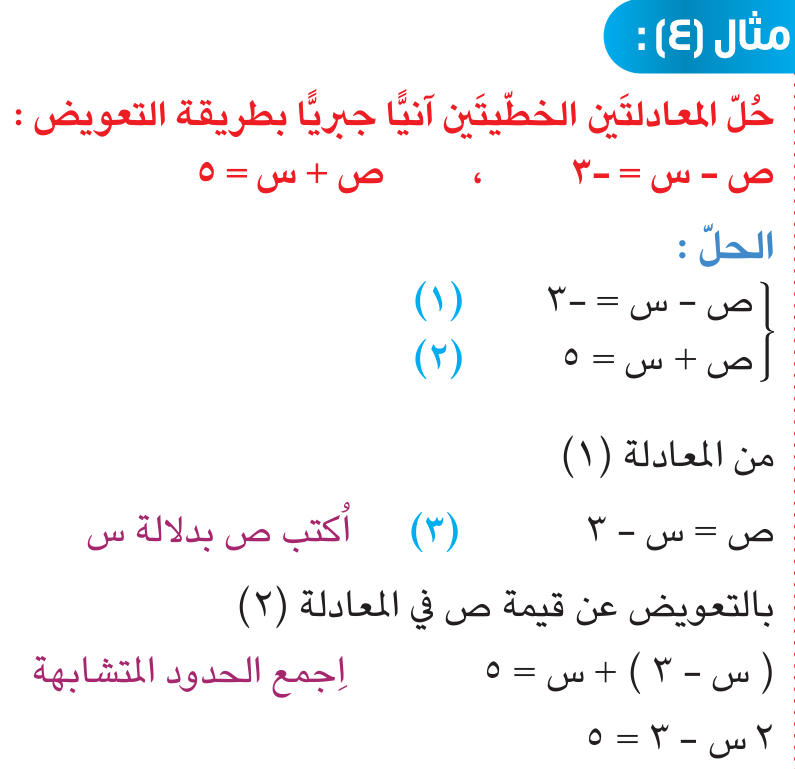 مثال (٤) :
حُلّ المعادلتَين الخطّيتَين آنيًّا جبريًّا بطريقة التعويض :
ص – س = –٣ ، ص + س = ٥
الحلّ :
ص – س = –٣ (١)
ص + س = ٥ (٢)
من المعادلة (١)
ص = س – ٣ (٣) أُكتب ص بدلالة س
بالتعويض عن قيمة ص في المعادلة (٢)
( س – ٣ ) + س = ٥ اِجمع الحدود المتشابهة
٢ س – ٣ = ٥